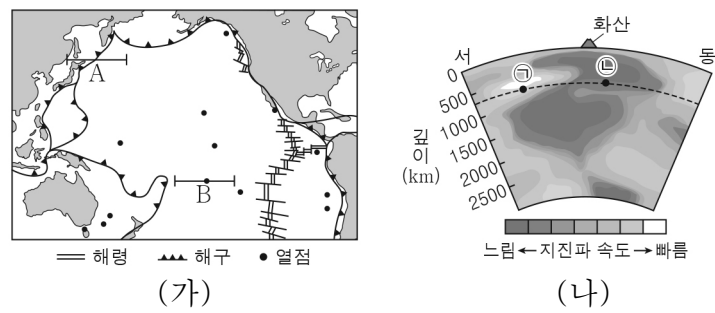 A
B
해령 해구 열점
(가)
화산
서 동
㉠ ㉡
0
500
1000
1500
2000
2500
깊이
(km)
느림←지진파 속도→빠름
(나)